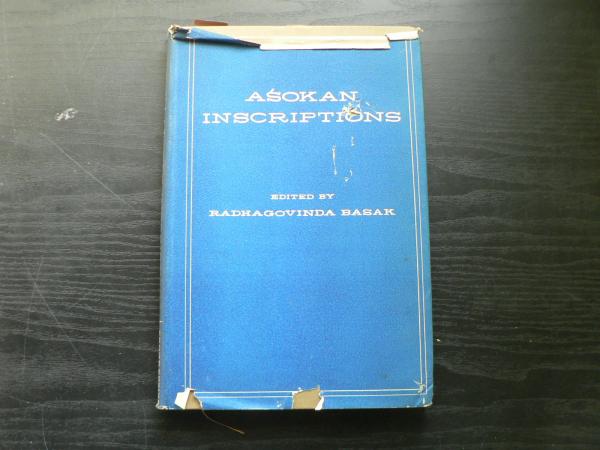 AŚOKAN
INSCRIPTIONS
EDITED BY
RADHAGOVINDA BASAK